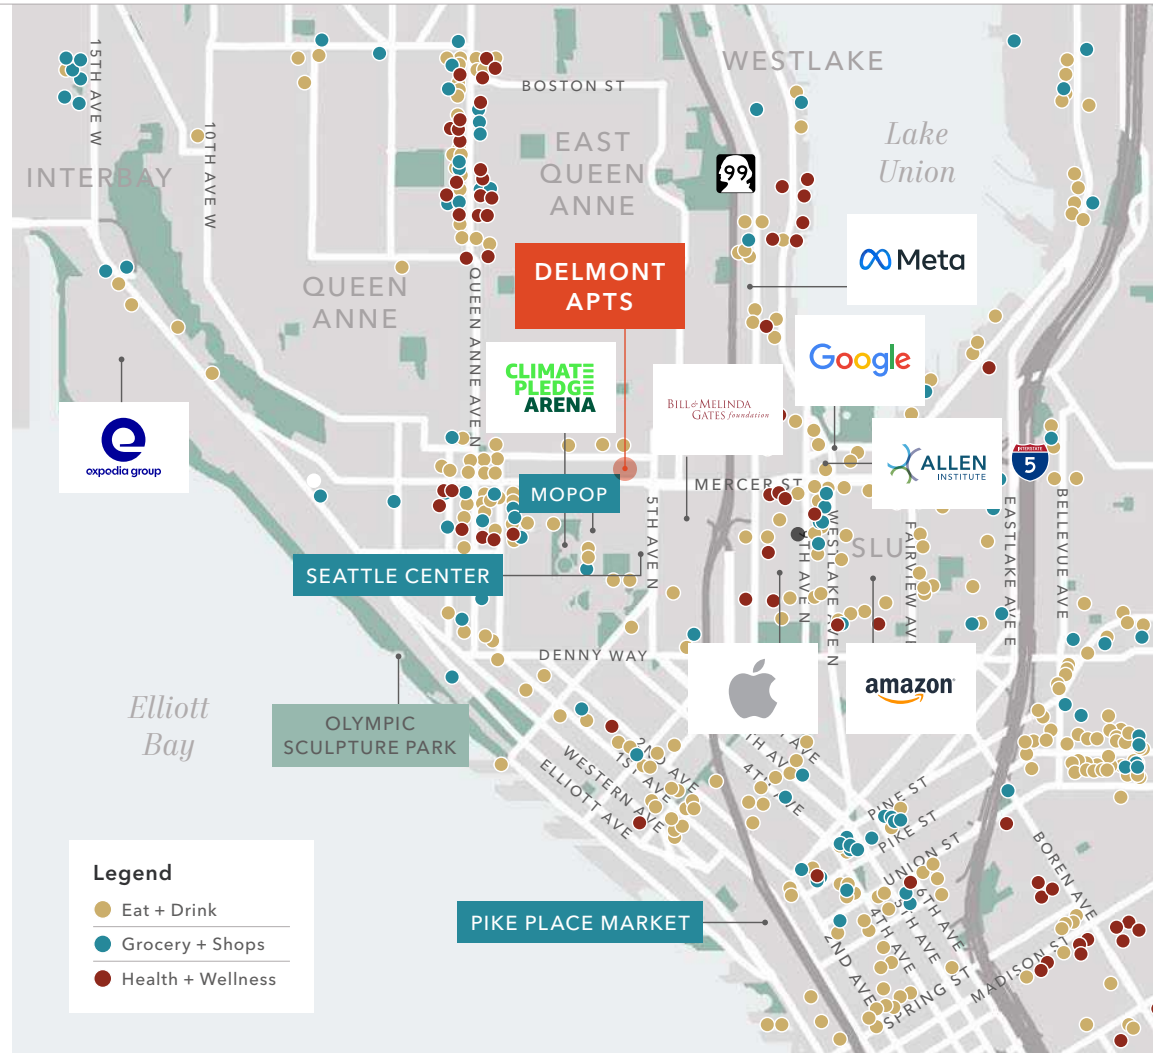 15TH AVE W
10TH AVE W
INTERBAY
BOSTON ST
WESTLAKE
EAST
QUEEN
ANNE
99
Lake
Union
QUEEN
ANNE
DELMONT
APTS
Meta
QUEEN ANNE AVE N
CLIMATE
PLEDGE
ARENA
BILL & MELINDA
GATES foundation
Google
expedia group
ALLEN
INSTITUTE
INTERSTATE
5
MOPOP
MERCER ST
5TH AVE N
9TH AVE N
WESTLAKE AVE N
SLU
FAIRVIEW AVE
EASTLAKE AVE E
BELLEVUE AVE
SEATTLE CENTER
DENNY WAY
Elliott
Bay
OLYMPIC
SCULPTURE PARK
amazon
2ND AVE
1ST AVE
WESTERN AVE
ELLIOTT AVE
4TH AVE
PINE ST
PIKE ST
UNION ST
BOREN AVE
PIKE PLACE MARKET
6TH AVE
5TH AVE
4TH AVE
2ND AVE
SPRING ST
MADISON ST
Legend
Eat + Drink
Grocery + Shops
Health + Wellness